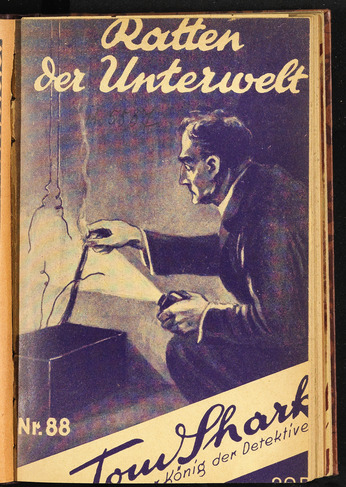 Ratten
der Unterwelt
Nr. 88
Tom Shark
König der Detektive